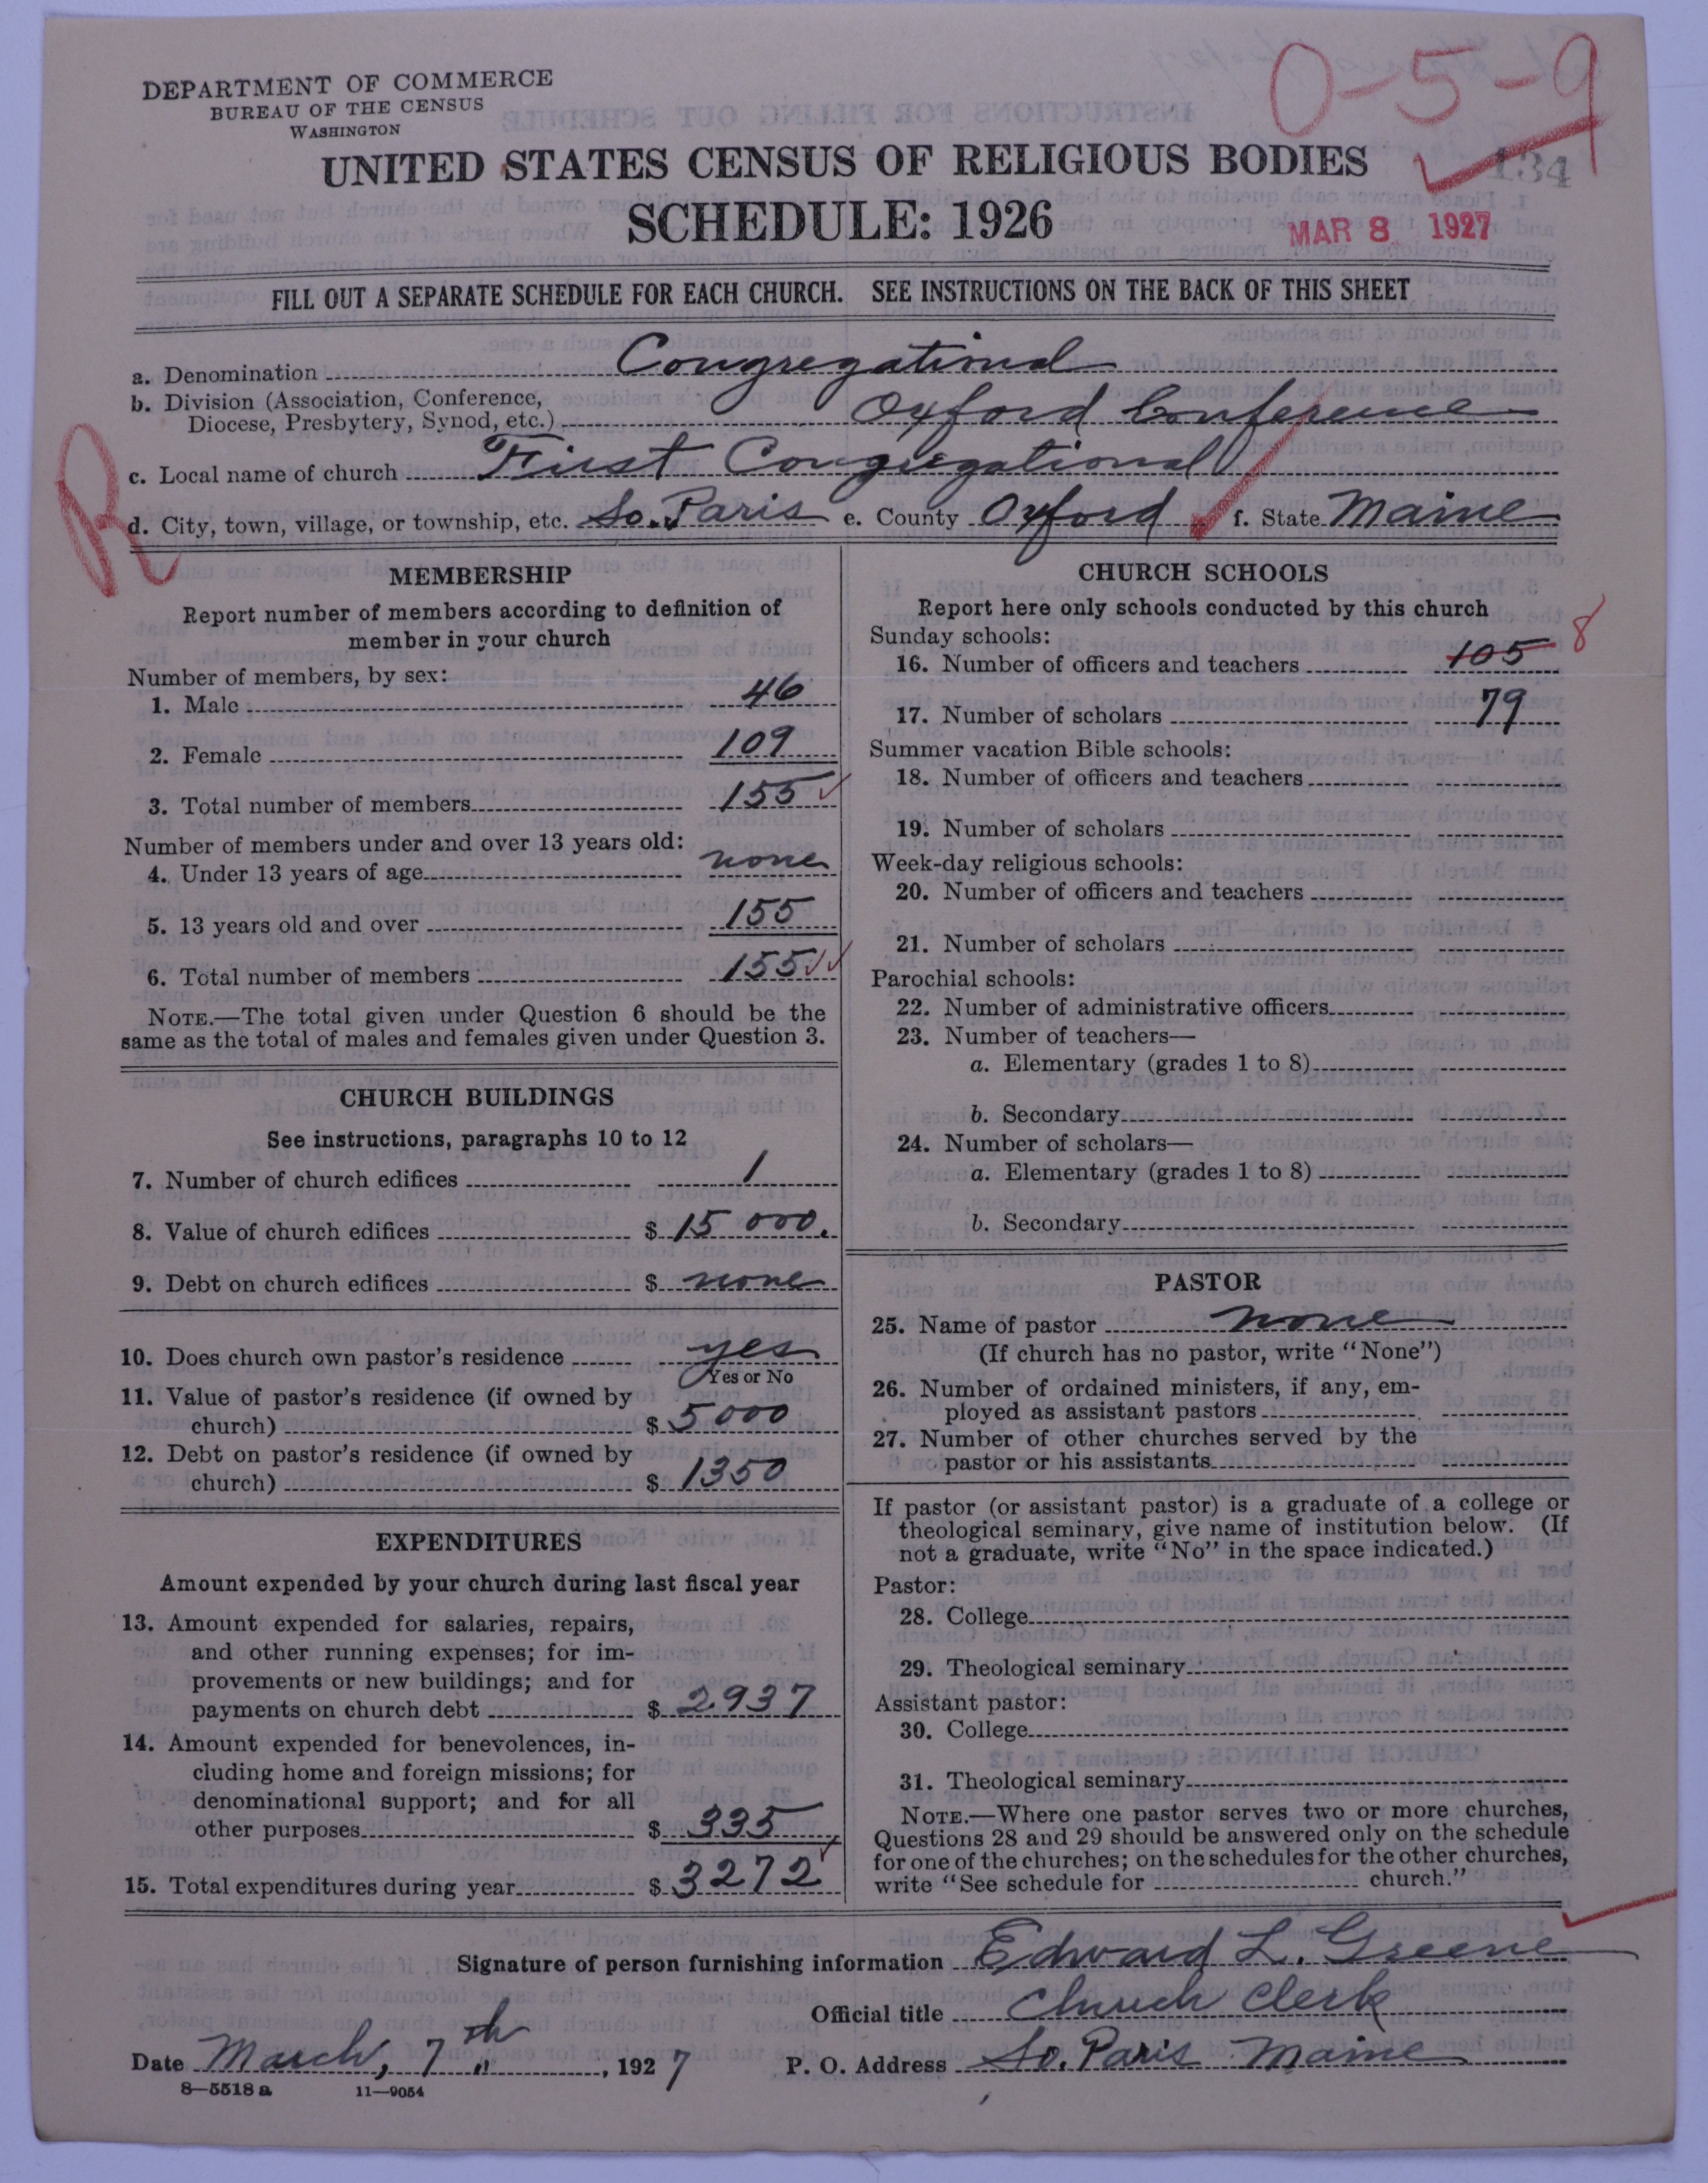 0-5-9
DEPARTMENT OF COMMERCE
BUREAU OF THE CENSUS
WASHINGTON
134
UNITED STATES CENSUS OF RELIGIOUS BODIES
SCHEDULE: 1926
MAR 8 1927
FILL OUT A SEPARATE SCHEDULE FOR EACH CHURCH. SEE INSTRUCTIONS ON THE BACK OF THIS SHEET
a. Denomination Congregational
b. Division (Association, Conference,
Diocese, Presbytery, Synod, etc.) Oxford Conference
R
c. Local name of church First Congregational
d. City, town, village, or township, etc. So. Paris e. County Oxford f. State Maine
MEMBERSHIP
Report number of members according to definition of
member in your church
Number of members, by sex:
1. Male 46
2. Female 109
3. Total number of members 155
Number of members under and over 13 years old:
4. Under 13 years of age none
5. 13 years old and over 155
6. Total number of members 155
NOTE.—The total given under Question 6 should be the
same as the total of males and females given under Question 3.
CHURCH BUILDINGS
See instructions, paragraphs 10 to 12
7. Number of church edifices 1
8. Value of church edifices $ 15 000.
9. Debt on church edifices $ none
10. Does church own pastor's residence yes
Yes or No
11. Value of pastor's residence (if owned by
church) $ 5000
12. Debt on pastor's residence (if owned by
church) $ 1350
EXPENDITURES
Amount expended by your church during last fiscal year
13. Amount expended for salaries, repairs,
and other running expenses; for im-
provements or new buildings; and for
payments on church debt $ 2937
14. Amount expended for benevolences, in-
cluding home and foreign missions; for
denominational support; and for all
other purposes $ 335
15. Total expenditures during year $ 3272
CHURCH SCHOOLS
Report here only schools conducted by this church
Sunday schools:
16. Number of officers and teachers 105 8
17. Number of scholars 79
Summer vacation Bible schools:
18. Number of officers and teachers
19. Number of scholars
Week-day religious schools:
20. Number of officers and teachers
21. Number of scholars
Parochial schools:
22. Number of administrative officers
23. Number of teachers—
a. Elementary (grades 1 to 8)
b. Secondary
24. Number of scholars—
a. Elementary (grades 1 to 8)
b. Secondary
PASTOR
25. Name of pastor none
(If church has no pastor, write "None")
26. Number of ordained ministers, if any, em-
ployed as assistant pastors
27. Number of other churches served by the
pastor or his assistants
If pastor (or assistant pastor) is a graduate of a college or
theological seminary, give name of institution below. (If
not a graduate, write "No" in the space indicated.)
Pastor:
28. College
29. Theological seminary
Assistant pastor:
30. College
31. Theological seminary
NOTE.—Where one pastor serves two or more churches,
Questions 28 and 29 should be answered only on the schedule
for one of the churches; on the schedules for the other churches,
write "See schedule for church."
Signature of person furnishing information Edward L. Greene
Official title Church Clerk
Date March, 7th, 1927 P. O. Address So. Paris Maine
8—5518 a 11—9054